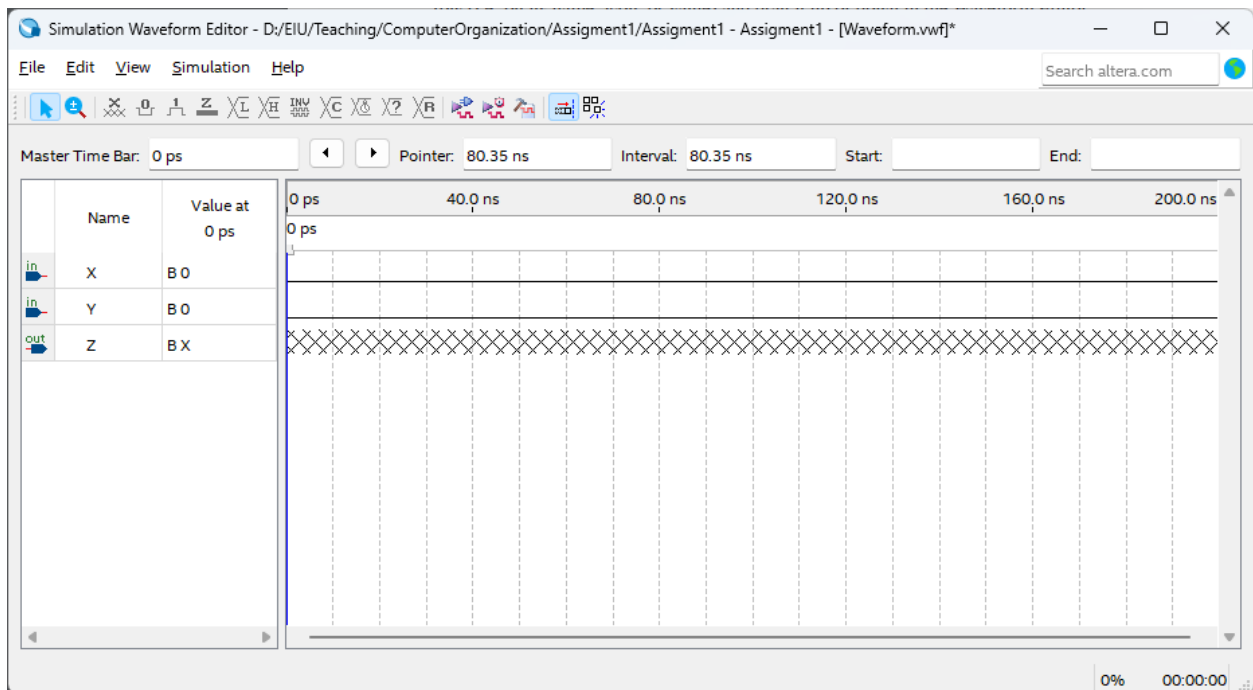 Simulation Waveform Editor - D:/EIU/Teaching/ComputerOrganization/Assigment1/Assigment1 - Assigment1 - [Waveform.vwf]*
File Edit View Simulation Help
Search altera.com
Master Time Bar: 0 ps Pointer: 80.35 ns Interval: 80.35 ns Start: End:
Name Value at 0 ps
0 ps 40.0 ns 80.0 ns 120.0 ns 160.0 ns 200.0 ns
0 ps
in X B 0
in Y B 0
out Z B X
0% 00:00:00